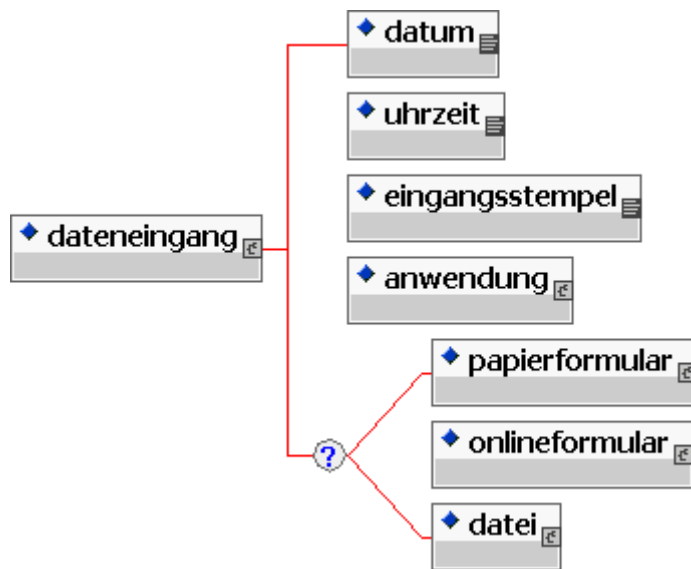 datum
uhrzeit
eingangsstempel
dateneingang
anwendung
papierformular
onlineformular
?
datei